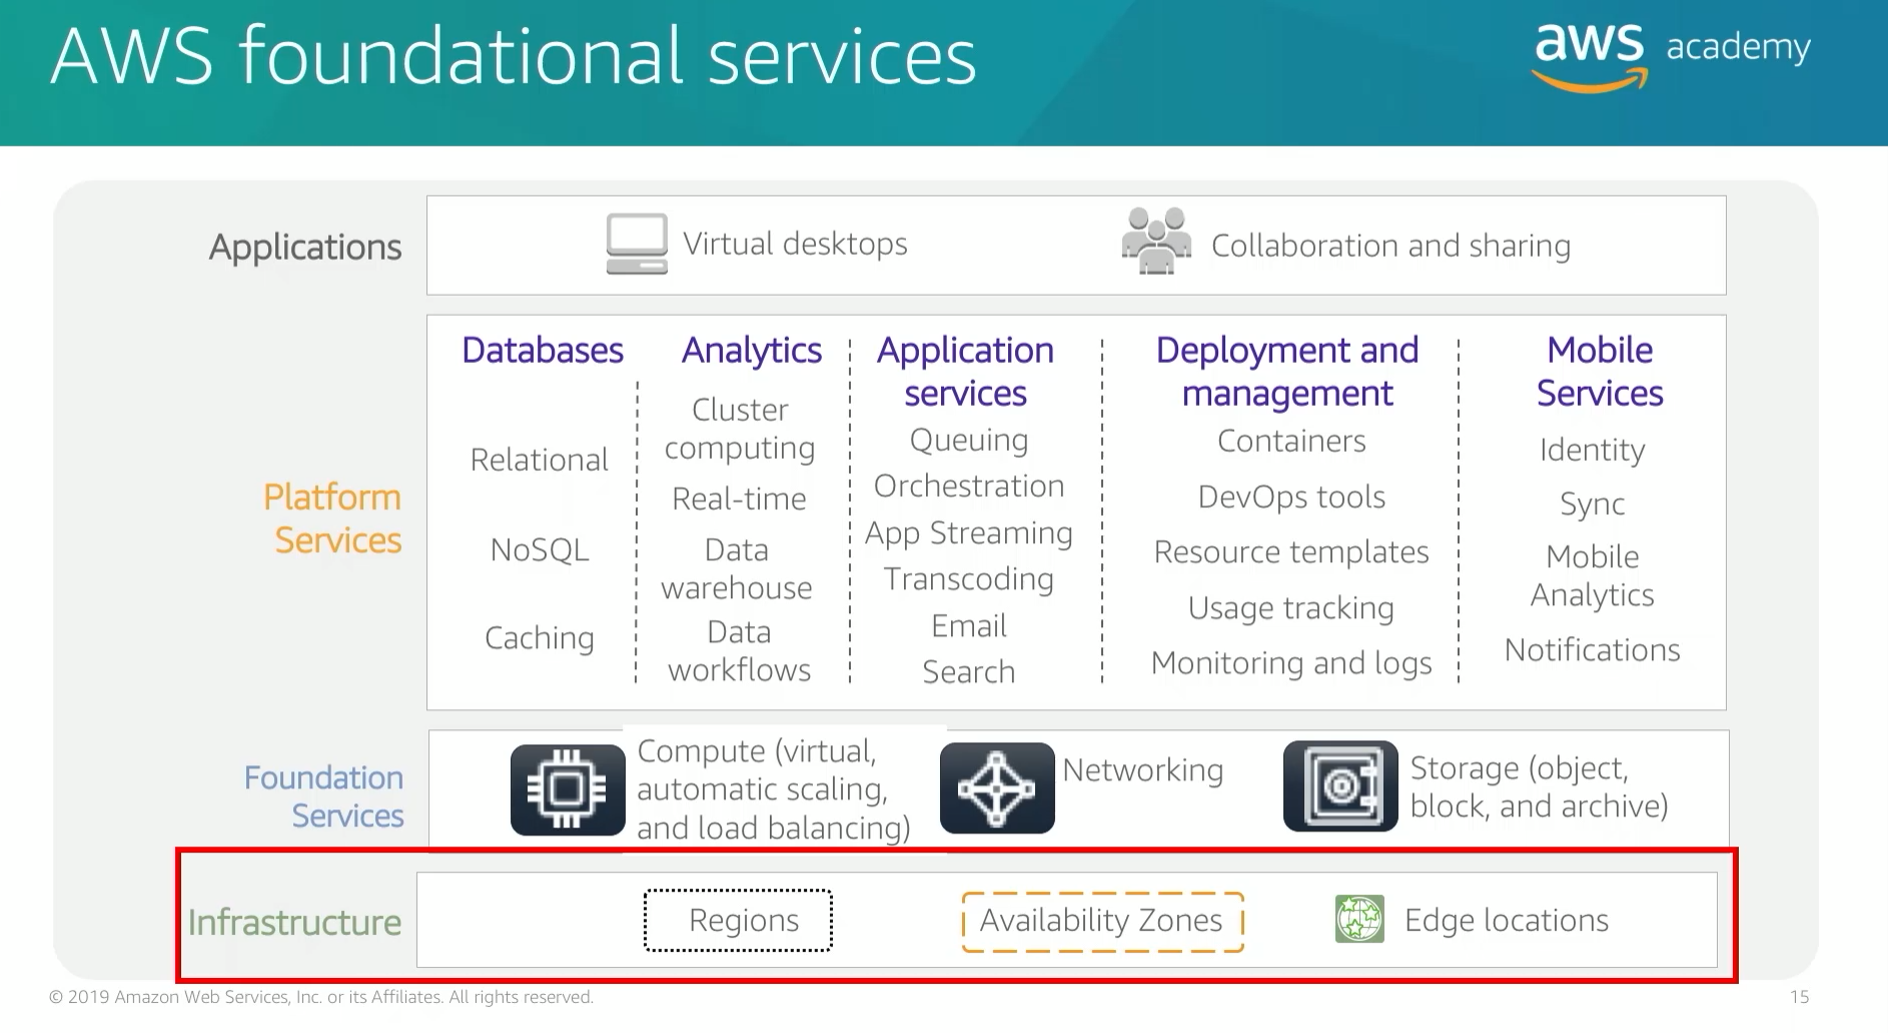 AWS foundational services
aws academy
Applications
Virtual desktops
Collaboration and sharing
Platform
Services
Databases
Relational
NoSQL
Caching
Analytics
Cluster
computing
Real-time
Data
warehouse
Data
workflows
Application
services
Queuing
Orchestration
App Streaming
Transcoding
Email
Search
Deployment and
management
Containers
DevOps tools
Resource templates
Usage tracking
Monitoring and logs
Mobile
Services
Identity
Sync
Mobile
Analytics
Notifications
Foundation
Services
Compute (virtual,
automatic scaling,
and load balancing)
Networking
Storage (object,
block, and archive)
Infrastructure
Regions
Availability Zones
Edge locations
© 2019 Amazon Web Services, Inc. or its Affiliates. All rights reserved.
15